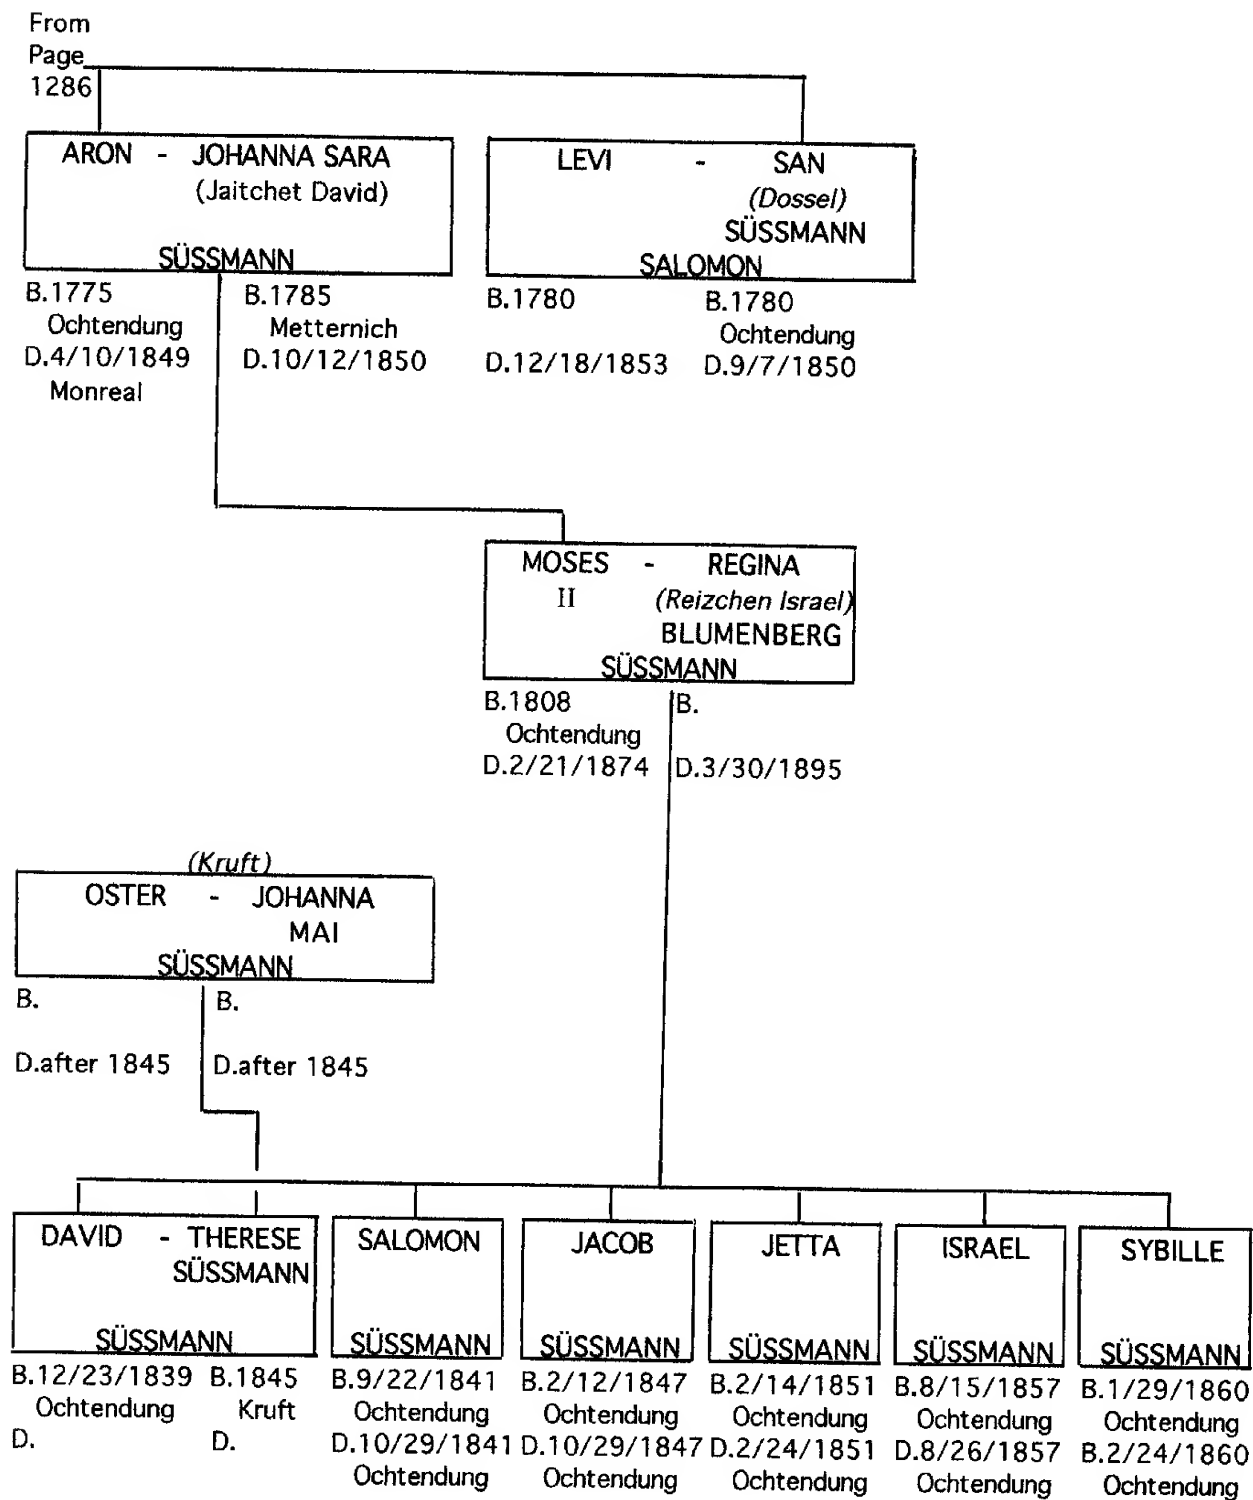 From
Page
1286
ARON - JOHANNA SARA
(Jaitchet David)
SÜSSMANN
B.1775 B.1785
Ochtendung Metternich
D.4/10/1849 D.10/12/1850
Monreal
LEVI - SAN
(Dossel)
SÜSSMANN
SALOMON
B.1780 B.1780
Ochtendung
D.12/18/1853 D.9/7/1850
MOSES - REGINA
II (Reizchen Israel)
BLUMENBERG
SÜSSMANN
B.1808 B.
Ochtendung
D.2/21/1874 D.3/30/1895
(Kruft)
OSTER - JOHANNA
MAI
SÜSSMANN
B. B.
D.after 1845 D.after 1845
DAVID - THERESE
SÜSSMANN
SÜSSMANN
B.12/23/1839 B.1845
Ochtendung Kruft
D. D.
SALOMON
SÜSSMANN
B.9/22/1841
Ochtendung
D.10/29/1841
Ochtendung
JACOB
SÜSSMANN
B.2/12/1847
Ochtendung
D.10/29/1847
Ochtendung
JETTA
SÜSSMANN
B.2/14/1851
Ochtendung
D.2/24/1851
Ochtendung
ISRAEL
SÜSSMANN
B.8/15/1857
Ochtendung
D.8/26/1857
Ochtendung
SYBILLE
SÜSSMANN
B.1/29/1860
Ochtendung
B.2/24/1860
Ochtendung